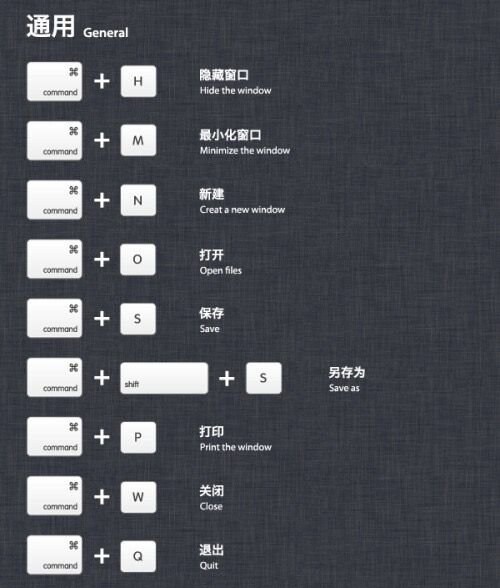 通用 General
⌘
command + H 隐藏窗口
Hide the window
⌘
command + M 最小化窗口
Minimize the window
⌘
command + N 新建
Creat a new window
⌘
command + O 打开
Open files
⌘
command + S 保存
Save
⌘
command + shift + S 另存为
Save as
⌘
command + P 打印
Print the window
⌘
command + W 关闭
Close
⌘
command + Q 退出
Quit